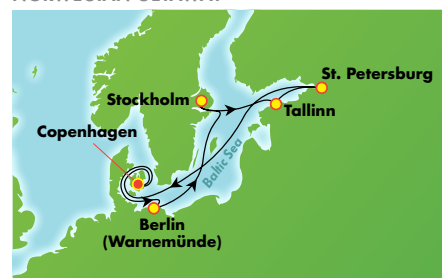 St. Petersburg
Stockholm
Tallinn
Copenhagen
Baltic Sea
Berlin
(Warnemünde)